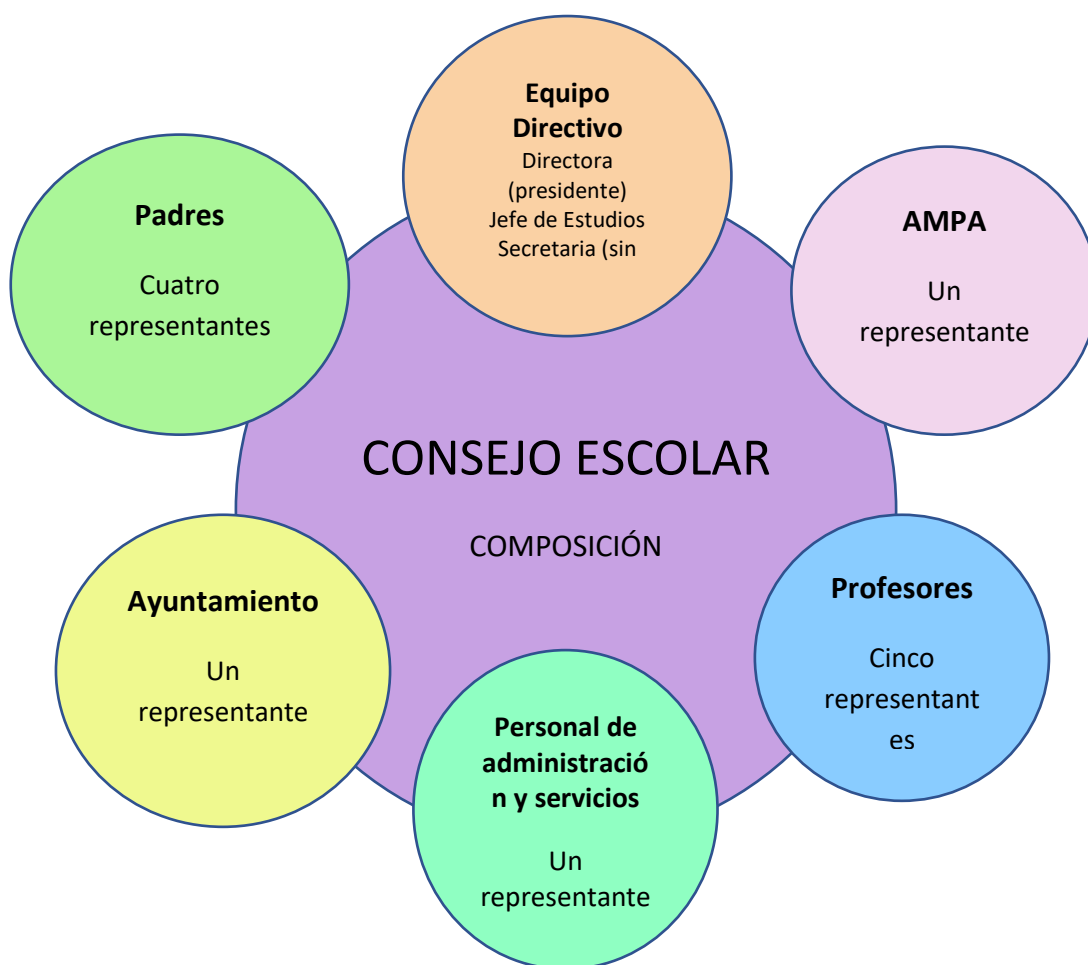 Equipo
Directivo
Directora
(presidente)
Jefe de Estudios
Secretaria (sin
Padres
Cuatro
representantes
AMPA
Un
representante
CONSEJO ESCOLAR
COMPOSICIÓN
Ayuntamiento
Un
representante
Profesores
Cinco
representant
es
Personal de
administració
n y servicios
Un
representante